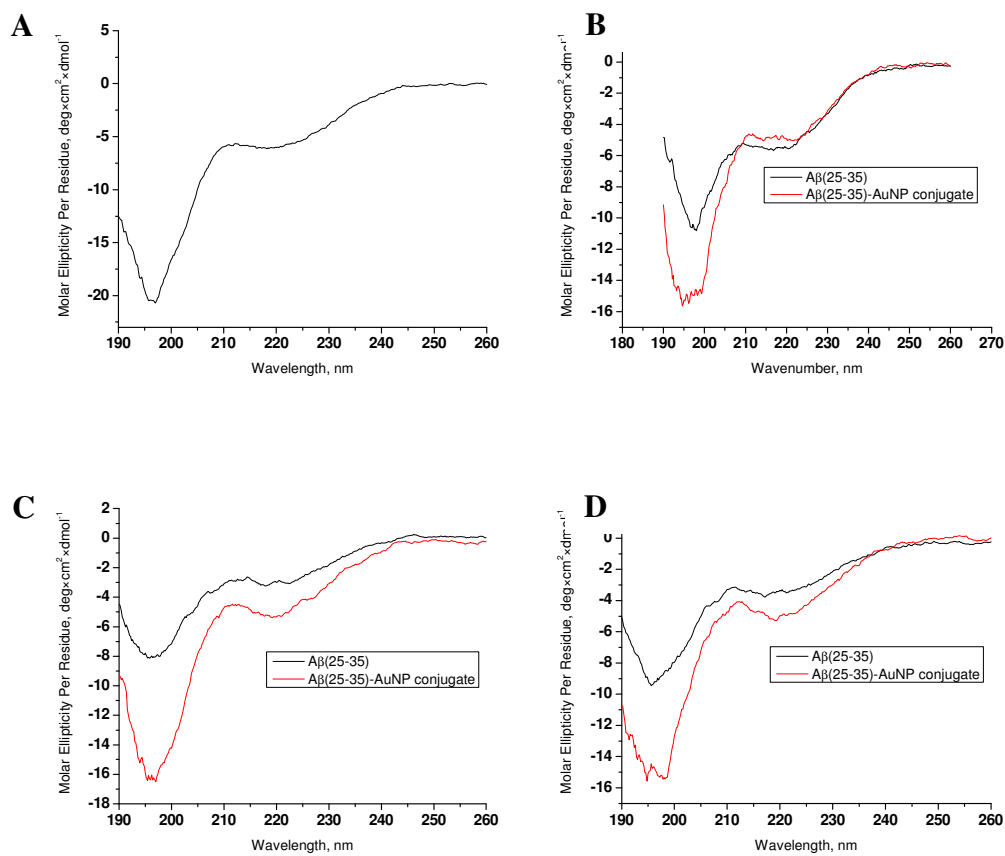 A
Molar Ellipticity Per Residue, deg×cm²×dmol⁻¹
5
0
-5
-10
-15
-20
190 200 210 220 230 240 250 260
Wavelength, nm
B
Molar Ellipticity Per Residue, deg×cm²×dmol⁻¹
0
-2
-4
-6
-8
-10
-12
-14
-16
Aβ(25-35)
Aβ(25-35)-AuNP conjugate
180 190 200 210 220 230 240 250 260 270
Wavenumber, nm
C
Molar Ellipticity Per Residue, deg×cm²×dmol⁻¹
2
0
-2
-4
-6
-8
-10
-12
-14
-16
-18
Aβ(25-35)
Aβ(25-35)-AuNP conjugate
190 200 210 220 230 240 250 260
Wavelength, nm
D
Molar Ellipticity Per Residue, deg×cm²×dmol⁻¹
0
-2
-4
-6
-8
-10
-12
-14
-16
-18
Aβ(25-35)
Aβ(25-35)-AuNP conjugate
190 200 210 220 230 240 250 260
Wavelength, nm